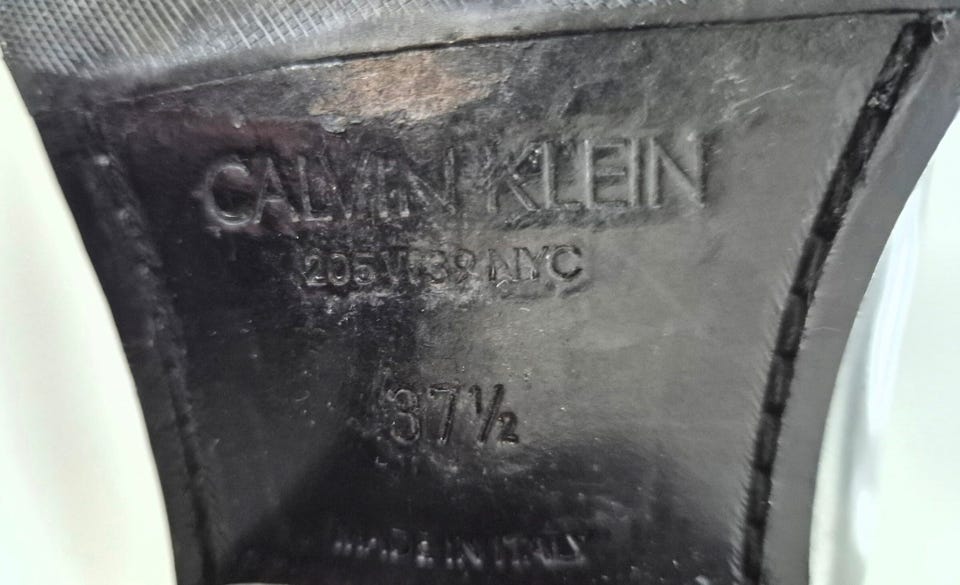 CALVIN KLEIN
205W39NYC
37½
MADE IN ITALY